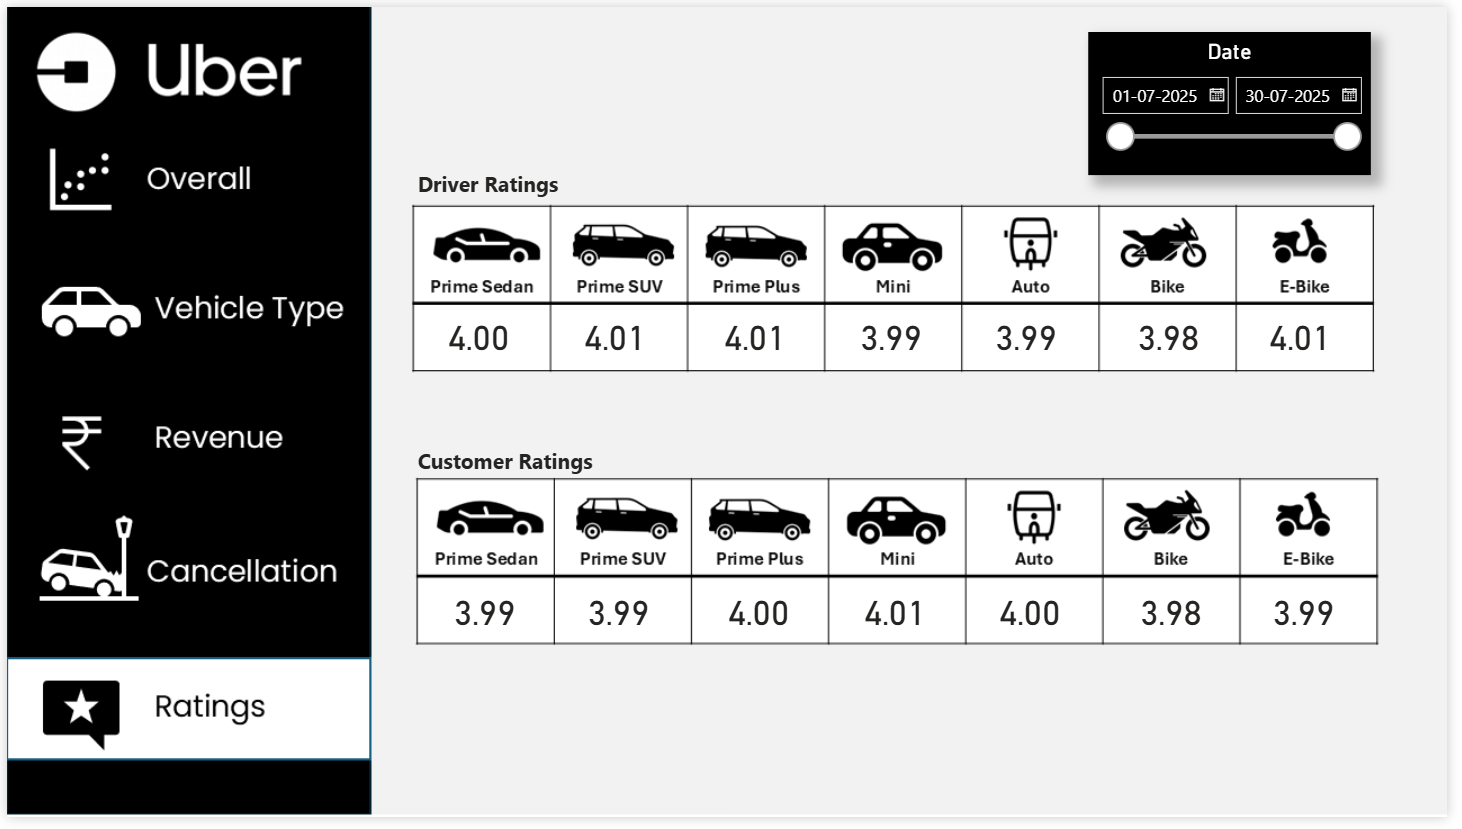 Uber
Overall
Vehicle Type
₹ Revenue
Cancellation
Ratings
Date
01-07-2025 30-07-2025
Driver Ratings
Prime Sedan Prime SUV Prime Plus Mini Auto Bike E-Bike
4.00 4.01 4.01 3.99 3.99 3.98 4.01
Customer Ratings
Prime Sedan Prime SUV Prime Plus Mini Auto Bike E-Bike
3.99 3.99 4.00 4.01 4.00 3.98 3.99